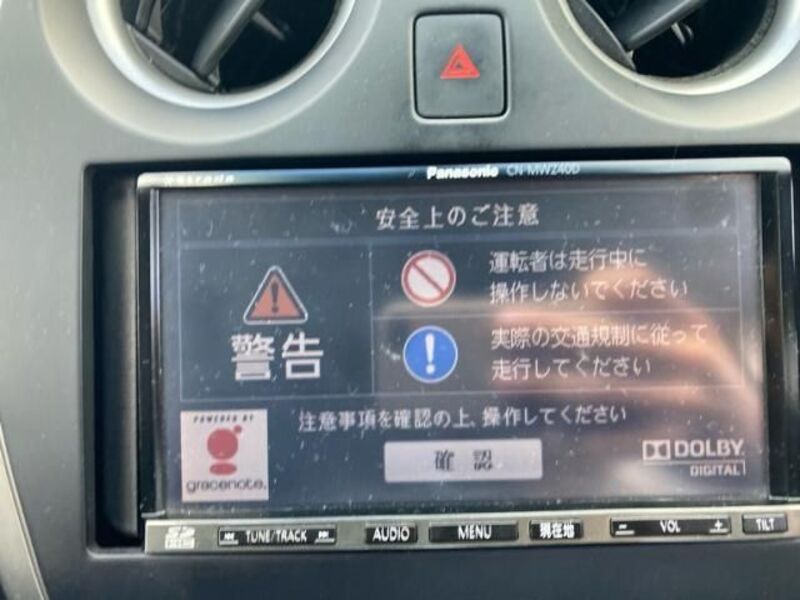 Strada
Panasonic CN-MWZ40D
安全上のご注意
警告
運転者は走行中に
操作しないでください
実際の交通規制に従って
走行してください
注意事項を確認の上、操作してください
確認
POWERED BY
gracenote.
DOLBY
DIGITAL
SD
TUNE/TRACK
AUDIO
MENU
現在地
− VOL +
TILT